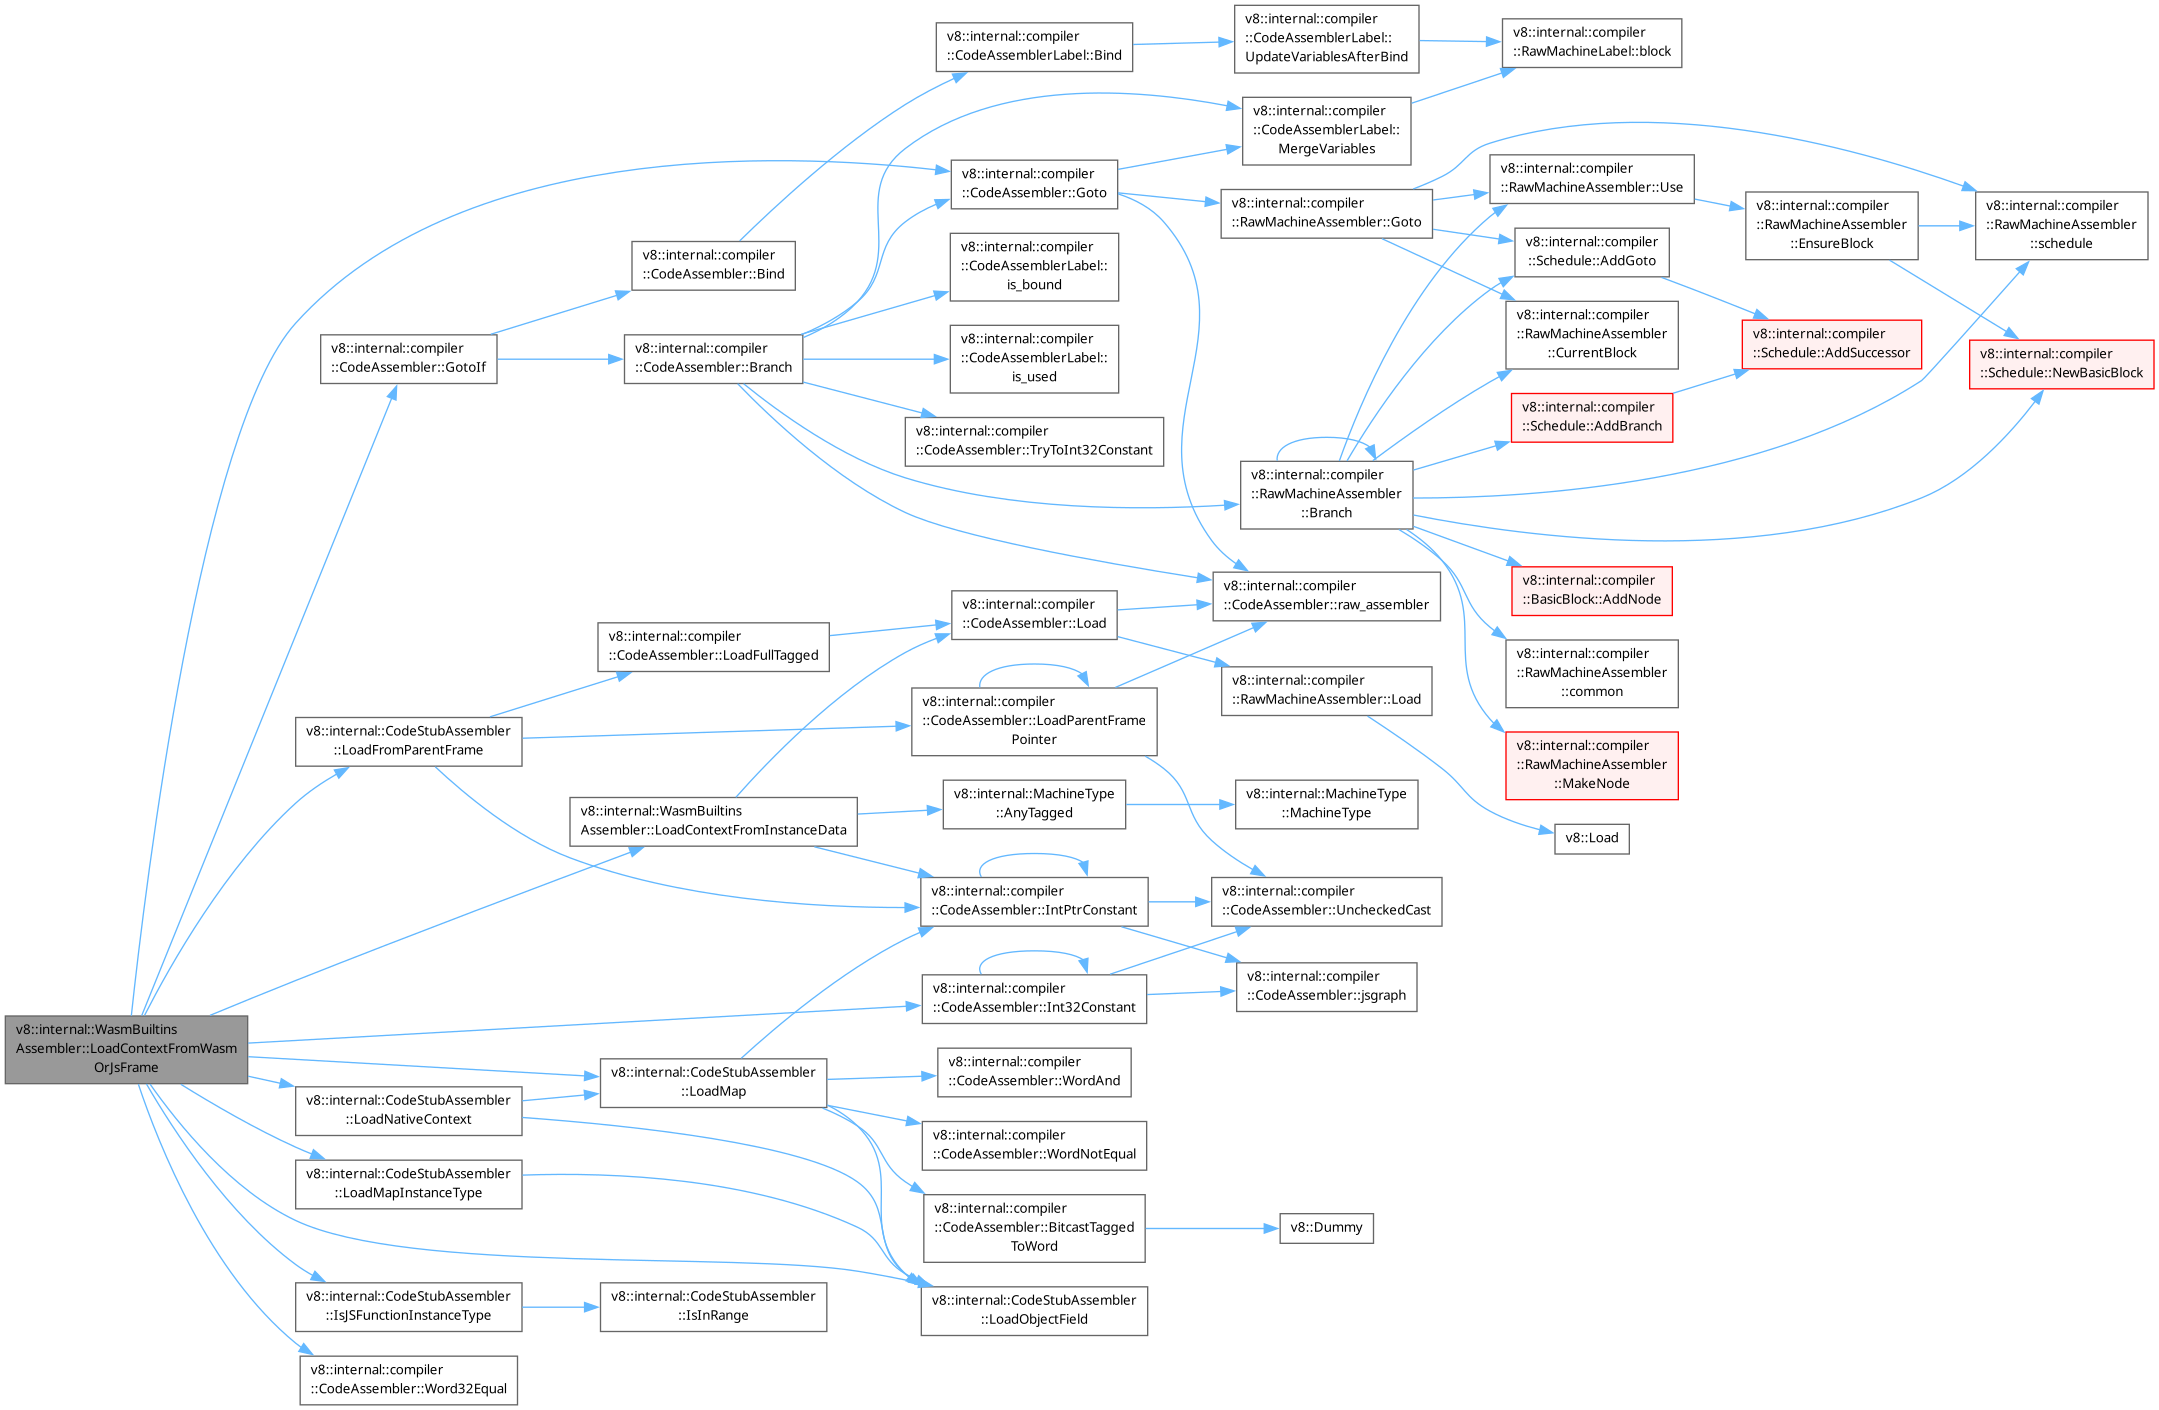 v8::internal::WasmBuiltins
Assembler::LoadContextFromWasm
OrJsFrame
v8::internal::compiler
::CodeAssembler::GotoIf
v8::internal::CodeStubAssembler
::LoadFromParentFrame
v8::internal::CodeStubAssembler
::LoadNativeContext
v8::internal::CodeStubAssembler
::LoadMapInstanceType
v8::internal::CodeStubAssembler
::IsJSFunctionInstanceType
v8::internal::compiler
::CodeAssembler::Word32Equal
v8::internal::compiler
::CodeAssembler::Bind
v8::internal::compiler
::CodeAssembler::Branch
v8::internal::compiler
::CodeAssembler::LoadFullTagged
v8::internal::WasmBuiltins
Assembler::LoadContextFromInstanceData
v8::internal::CodeStubAssembler
::LoadMap
v8::internal::CodeStubAssembler
::IsInRange
v8::internal::compiler
::CodeAssemblerLabel::Bind
v8::internal::compiler
::CodeAssembler::Goto
v8::internal::compiler
::CodeAssemblerLabel::
is_bound
v8::internal::compiler
::CodeAssemblerLabel::
is_used
v8::internal::compiler
::CodeAssembler::TryToInt32Constant
v8::internal::compiler
::CodeAssembler::Load
v8::internal::compiler
::CodeAssembler::LoadParentFrame
Pointer
v8::internal::MachineType
::AnyTagged
v8::internal::compiler
::CodeAssembler::IntPtrConstant
v8::internal::compiler
::CodeAssembler::Int32Constant
v8::internal::compiler
::CodeAssembler::WordAnd
v8::internal::compiler
::CodeAssembler::WordNotEqual
v8::internal::compiler
::CodeAssembler::BitcastTagged
ToWord
v8::internal::CodeStubAssembler
::LoadObjectField
v8::internal::compiler
::CodeAssemblerLabel::
UpdateVariablesAfterBind
v8::internal::compiler
::CodeAssemblerLabel::
MergeVariables
v8::internal::compiler
::RawMachineAssembler::Goto
v8::internal::compiler
::RawMachineAssembler
::Branch
v8::internal::compiler
::CodeAssembler::raw_assembler
v8::internal::compiler
::RawMachineAssembler::Load
v8::internal::MachineType
::MachineType
v8::internal::compiler
::CodeAssembler::UncheckedCast
v8::internal::compiler
::CodeAssembler::jsgraph
v8::Dummy
v8::internal::compiler
::RawMachineLabel::block
v8::internal::compiler
::RawMachineAssembler::Use
v8::internal::compiler
::Schedule::AddGoto
v8::internal::compiler
::RawMachineAssembler
::CurrentBlock
v8::internal::compiler
::Schedule::AddBranch
v8::internal::compiler
::BasicBlock::AddNode
v8::internal::compiler
::RawMachineAssembler
::common
v8::internal::compiler
::RawMachineAssembler
::MakeNode
v8::Load
v8::internal::compiler
::RawMachineAssembler
::EnsureBlock
v8::internal::compiler
::Schedule::AddSuccessor
v8::internal::compiler
::RawMachineAssembler
::schedule
v8::internal::compiler
::Schedule::NewBasicBlock